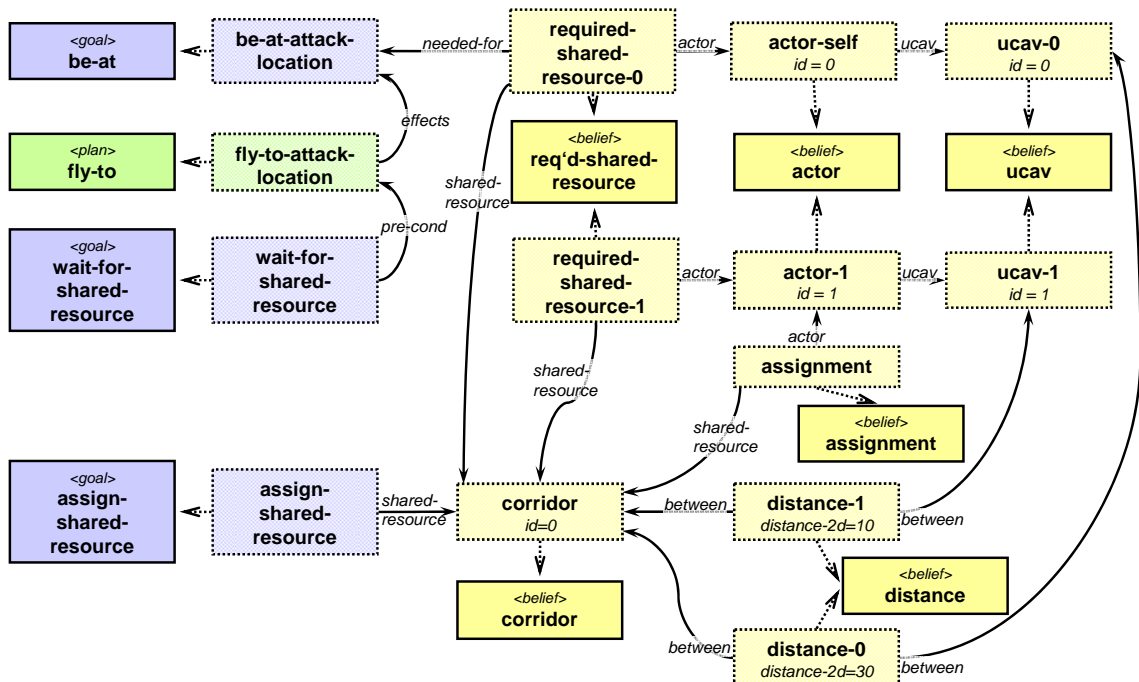 <goal>
be-at
be-at-attack-
location
needed-for
required-
shared-
resource-0
actor
actor-self
id = 0
ucav
ucav-0
id = 0
effects
<plan>
fly-to
fly-to-attack-
location
shared-
resource
<belief>
req'd-shared-
resource
<belief>
actor
<belief>
ucav
pre-cond
<goal>
wait-for-
shared-
resource
wait-for-
shared-
resource
required-
shared-
resource-1
actor
actor-1
id = 1
ucav
ucav-1
id = 1
actor
shared-
resource
assignment
shared-
resource
<belief>
assignment
<goal>
assign-
shared-
resource
assign-
shared-
resource
shared-
resource
corridor
id=0
between
distance-1
distance-2d=10
between
<belief>
corridor
<belief>
distance
between
distance-0
distance-2d=30
between